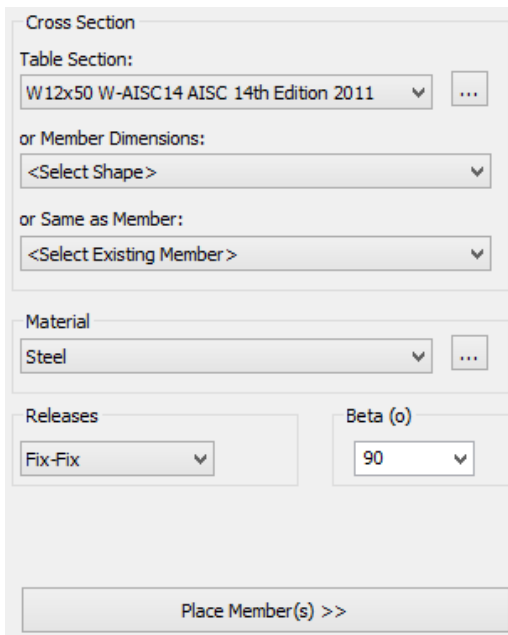 Cross Section
Table Section:
W12x50 W-AISC14 AISC 14th Edition 2011
...
or Member Dimensions:
<Select Shape>
or Same as Member:
<Select Existing Member>
Material
Steel
...
Releases
Beta (o)
Fix-Fix
90
Place Member(s) >>